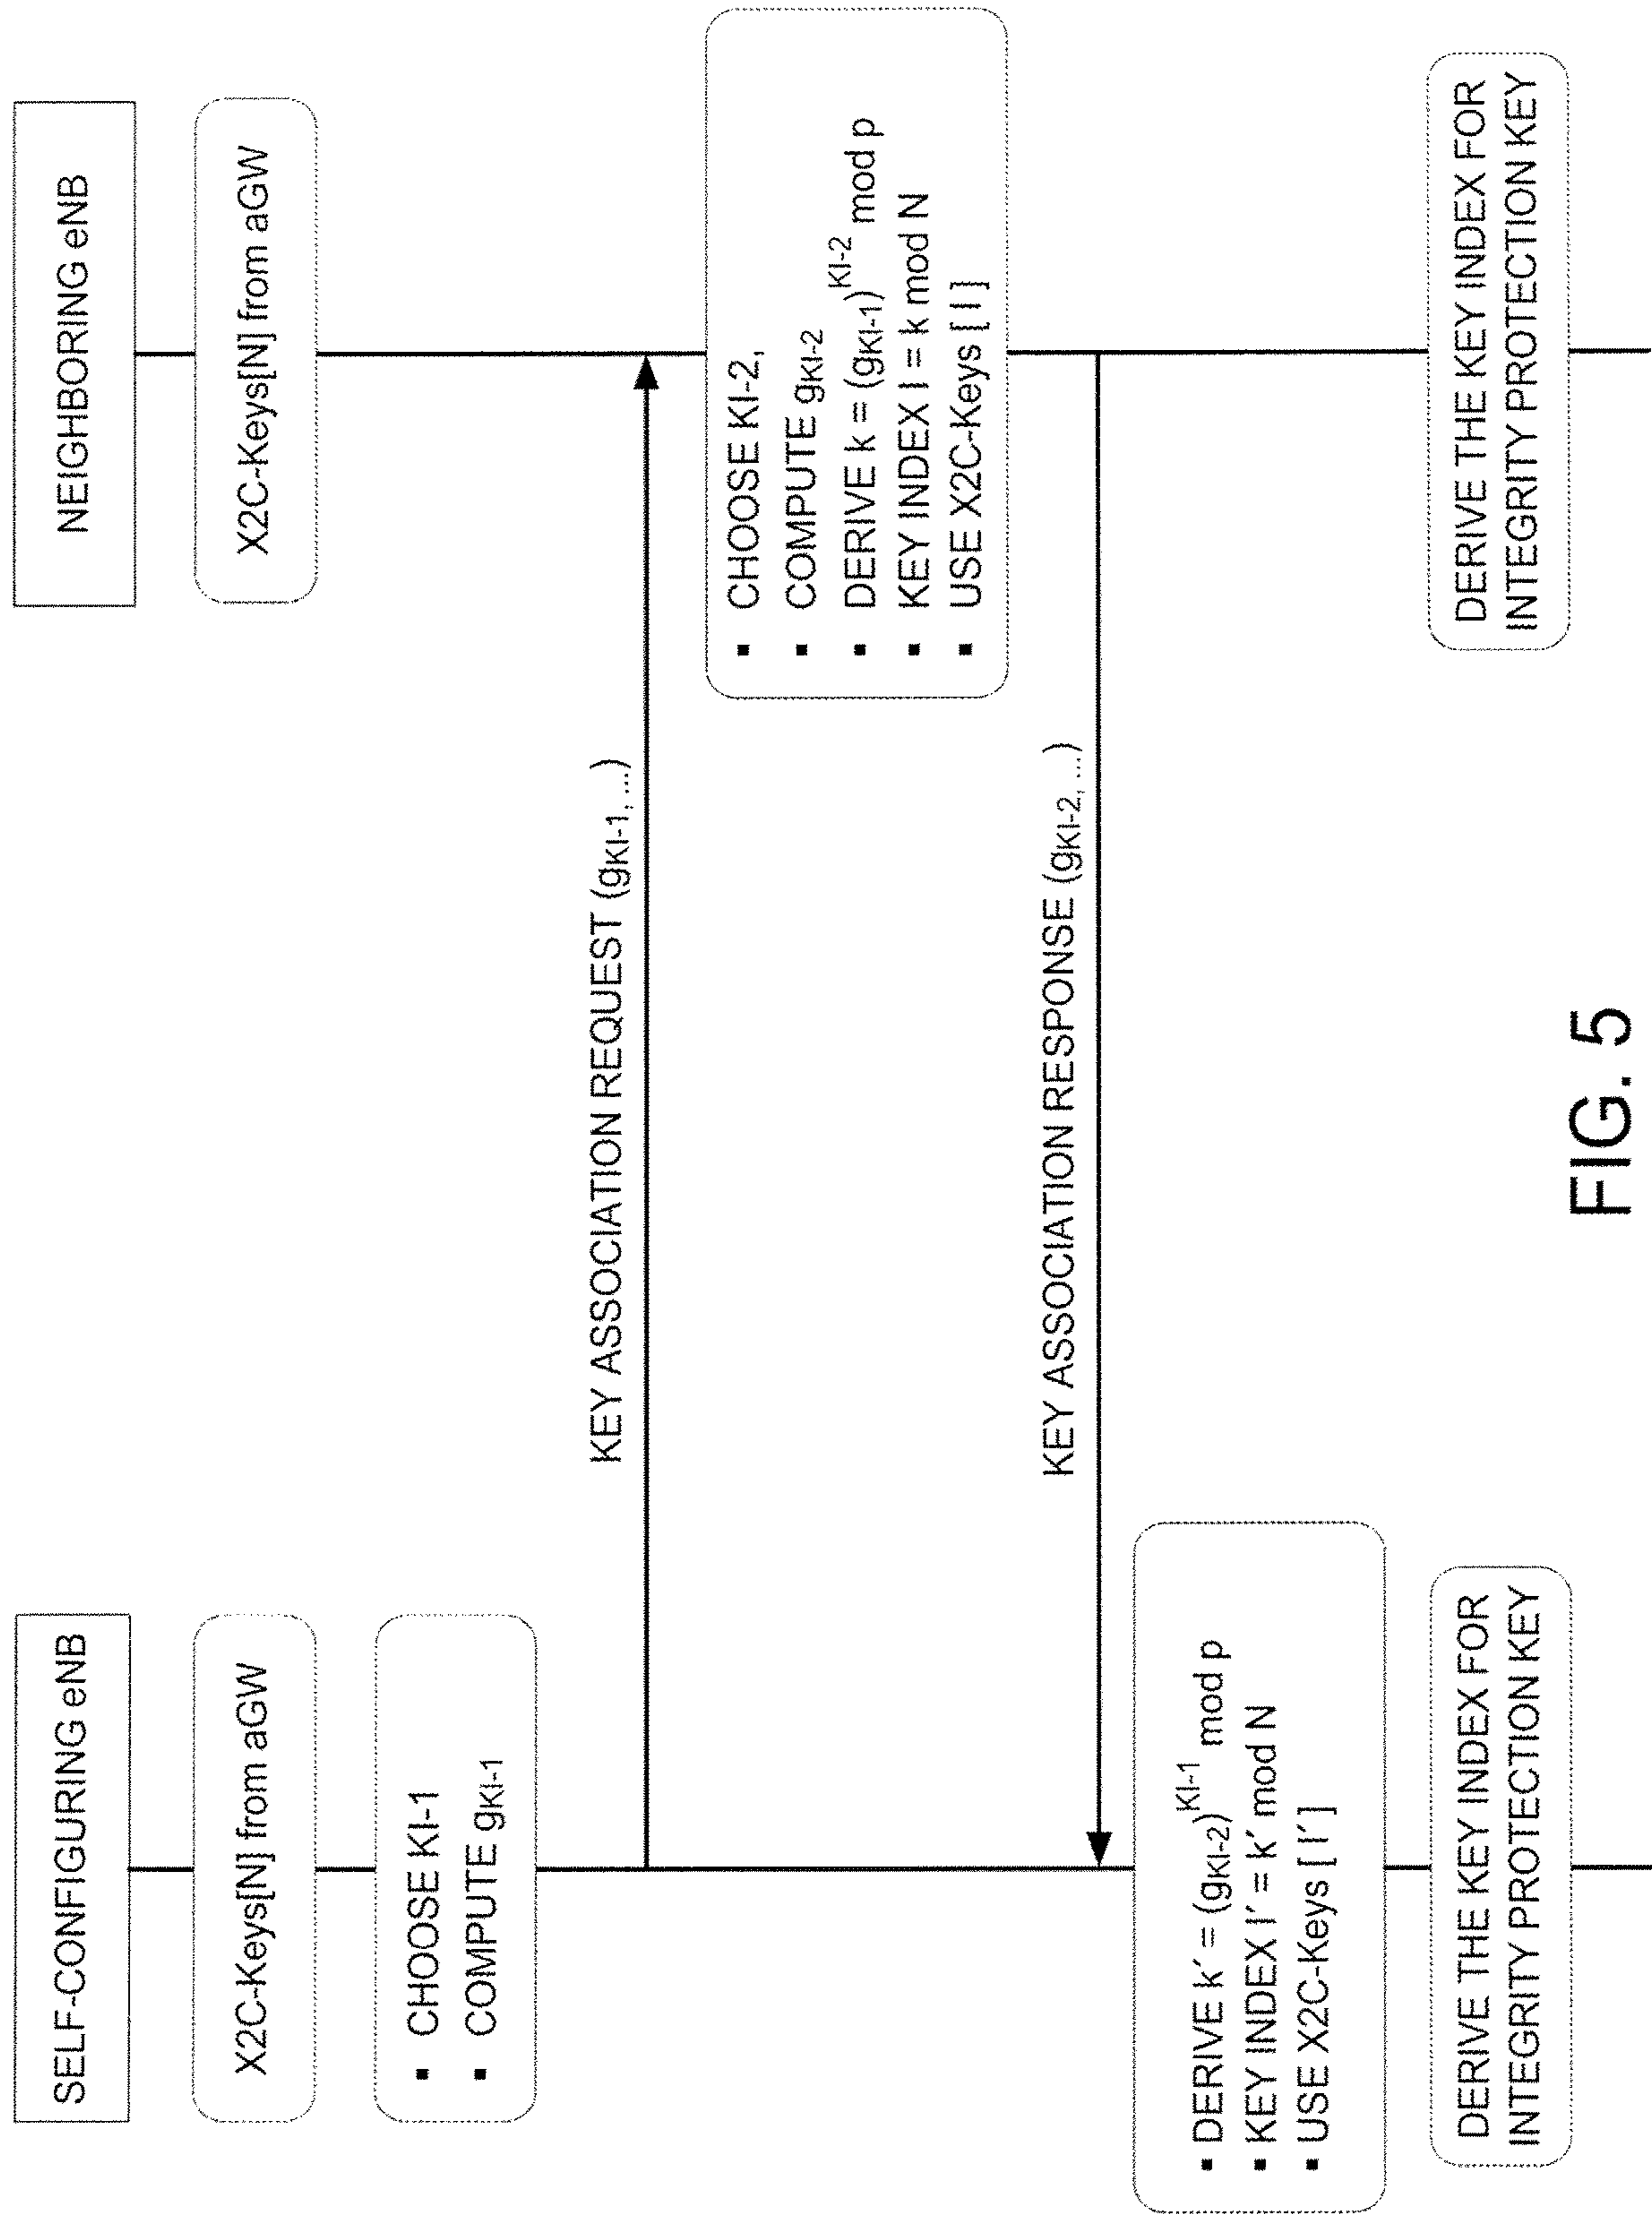 SELF-CONFIGURING eNB
NEIGHBORING eNB
X2C-Keys[N] from aGW
X2C-Keys[N] from aGW
▪ CHOOSE KI-1
▪ COMPUTE gKI-1
KEY ASSOCIATION REQUEST (gKI-1, ...)
▪ CHOOSE KI-2,
▪ COMPUTE gKI-2
▪ DERIVE k = (gKI-1)^KI-2 mod p
▪ KEY INDEX I = k mod N
▪ USE X2C-Keys [ I ]
KEY ASSOCIATION RESPONSE (gKI-2, ...)
▪ DERIVE k′ = (gKI-2)^KI-1 mod p
▪ KEY INDEX I′ = k′ mod N
▪ USE X2C-Keys [ I′ ]
DERIVE THE KEY INDEX FOR
INTEGRITY PROTECTION KEY
DERIVE THE KEY INDEX FOR
INTEGRITY PROTECTION KEY
FIG. 5